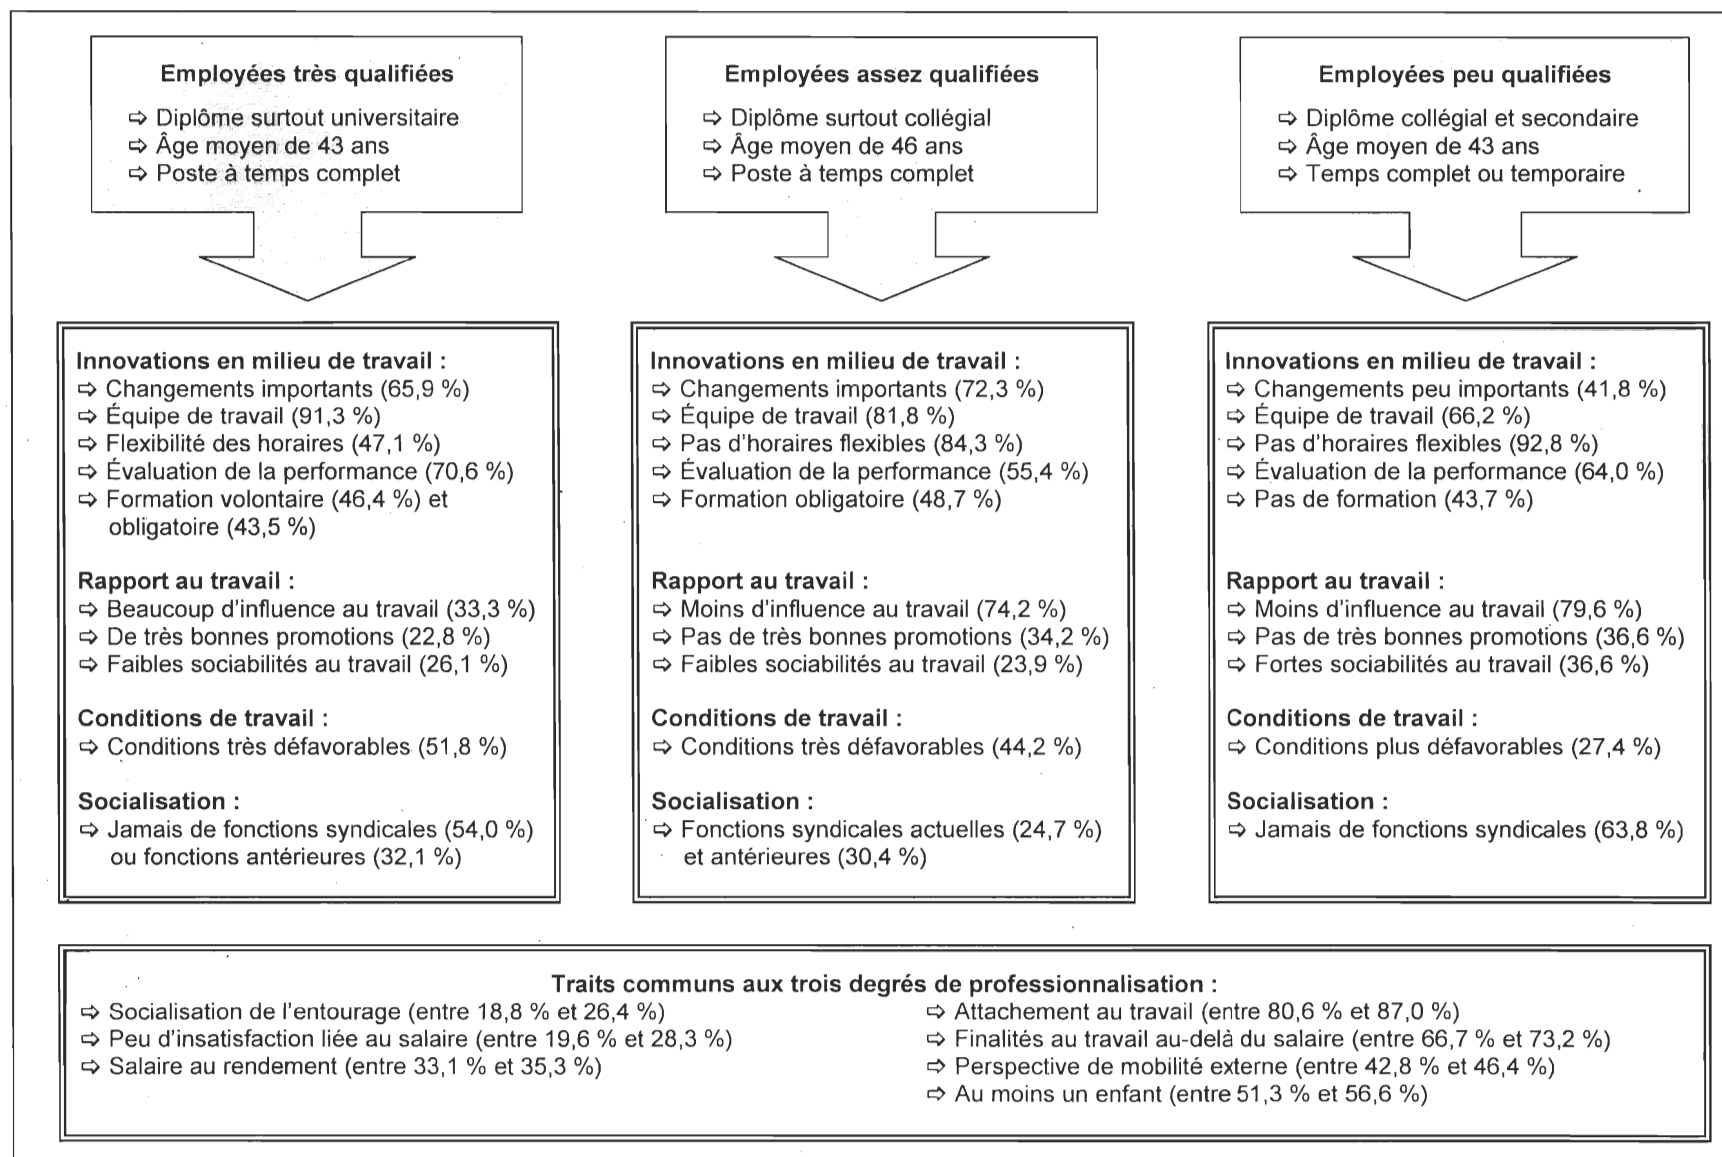 Employées très qualifiées
⇨ Diplôme surtout universitaire
⇨ Âge moyen de 43 ans
⇨ Poste à temps complet
Employées assez qualifiées
⇨ Diplôme surtout collégial
⇨ Âge moyen de 46 ans
⇨ Poste à temps complet
Employées peu qualifiées
⇨ Diplôme collégial et secondaire
⇨ Âge moyen de 43 ans
⇨ Temps complet ou temporaire
Innovations en milieu de travail :
⇨ Changements importants (65,9 %)
⇨ Équipe de travail (91,3 %)
⇨ Flexibilité des horaires (47,1 %)
⇨ Évaluation de la performance (70,6 %)
⇨ Formation volontaire (46,4 %) et
obligatoire (43,5 %)
Rapport au travail :
⇨ Beaucoup d'influence au travail (33,3 %)
⇨ De très bonnes promotions (22,8 %)
⇨ Faibles sociabilités au travail (26,1 %)
Conditions de travail :
⇨ Conditions très défavorables (51,8 %)
Socialisation :
⇨ Jamais de fonctions syndicales (54,0 %)
ou fonctions antérieures (32,1 %)
Innovations en milieu de travail :
⇨ Changements importants (72,3 %)
⇨ Équipe de travail (81,8 %)
⇨ Pas d'horaires flexibles (84,3 %)
⇨ Évaluation de la performance (55,4 %)
⇨ Formation obligatoire (48,7 %)
Rapport au travail :
⇨ Moins d'influence au travail (74,2 %)
⇨ Pas de très bonnes promotions (34,2 %)
⇨ Faibles sociabilités au travail (23,9 %)
Conditions de travail :
⇨ Conditions très défavorables (44,2 %)
Socialisation :
⇨ Fonctions syndicales actuelles (24,7 %)
et antérieures (30,4 %)
Innovations en milieu de travail :
⇨ Changements peu importants (41,8 %)
⇨ Équipe de travail (66,2 %)
⇨ Pas d'horaires flexibles (92,8 %)
⇨ Évaluation de la performance (64,0 %)
⇨ Pas de formation (43,7 %)
Rapport au travail :
⇨ Moins d'influence au travail (79,6 %)
⇨ Pas de très bonnes promotions (36,6 %)
⇨ Fortes sociabilités au travail (36,6 %)
Conditions de travail :
⇨ Conditions plus défavorables (27,4 %)
Socialisation :
⇨ Jamais de fonctions syndicales (63,8 %)
Traits communs aux trois degrés de professionnalisation :
⇨ Socialisation de l'entourage (entre 18,8 % et 26,4 %)
⇨ Peu d'insatisfaction liée au salaire (entre 19,6 % et 28,3 %)
⇨ Salaire au rendement (entre 33,1 % et 35,3 %)
⇨ Attachement au travail (entre 80,6 % et 87,0 %)
⇨ Finalités au travail au-delà du salaire (entre 66,7 % et 73,2 %)
⇨ Perspective de mobilité externe (entre 42,8 % et 46,4 %)
⇨ Au moins un enfant (entre 51,3 % et 56,6 %)